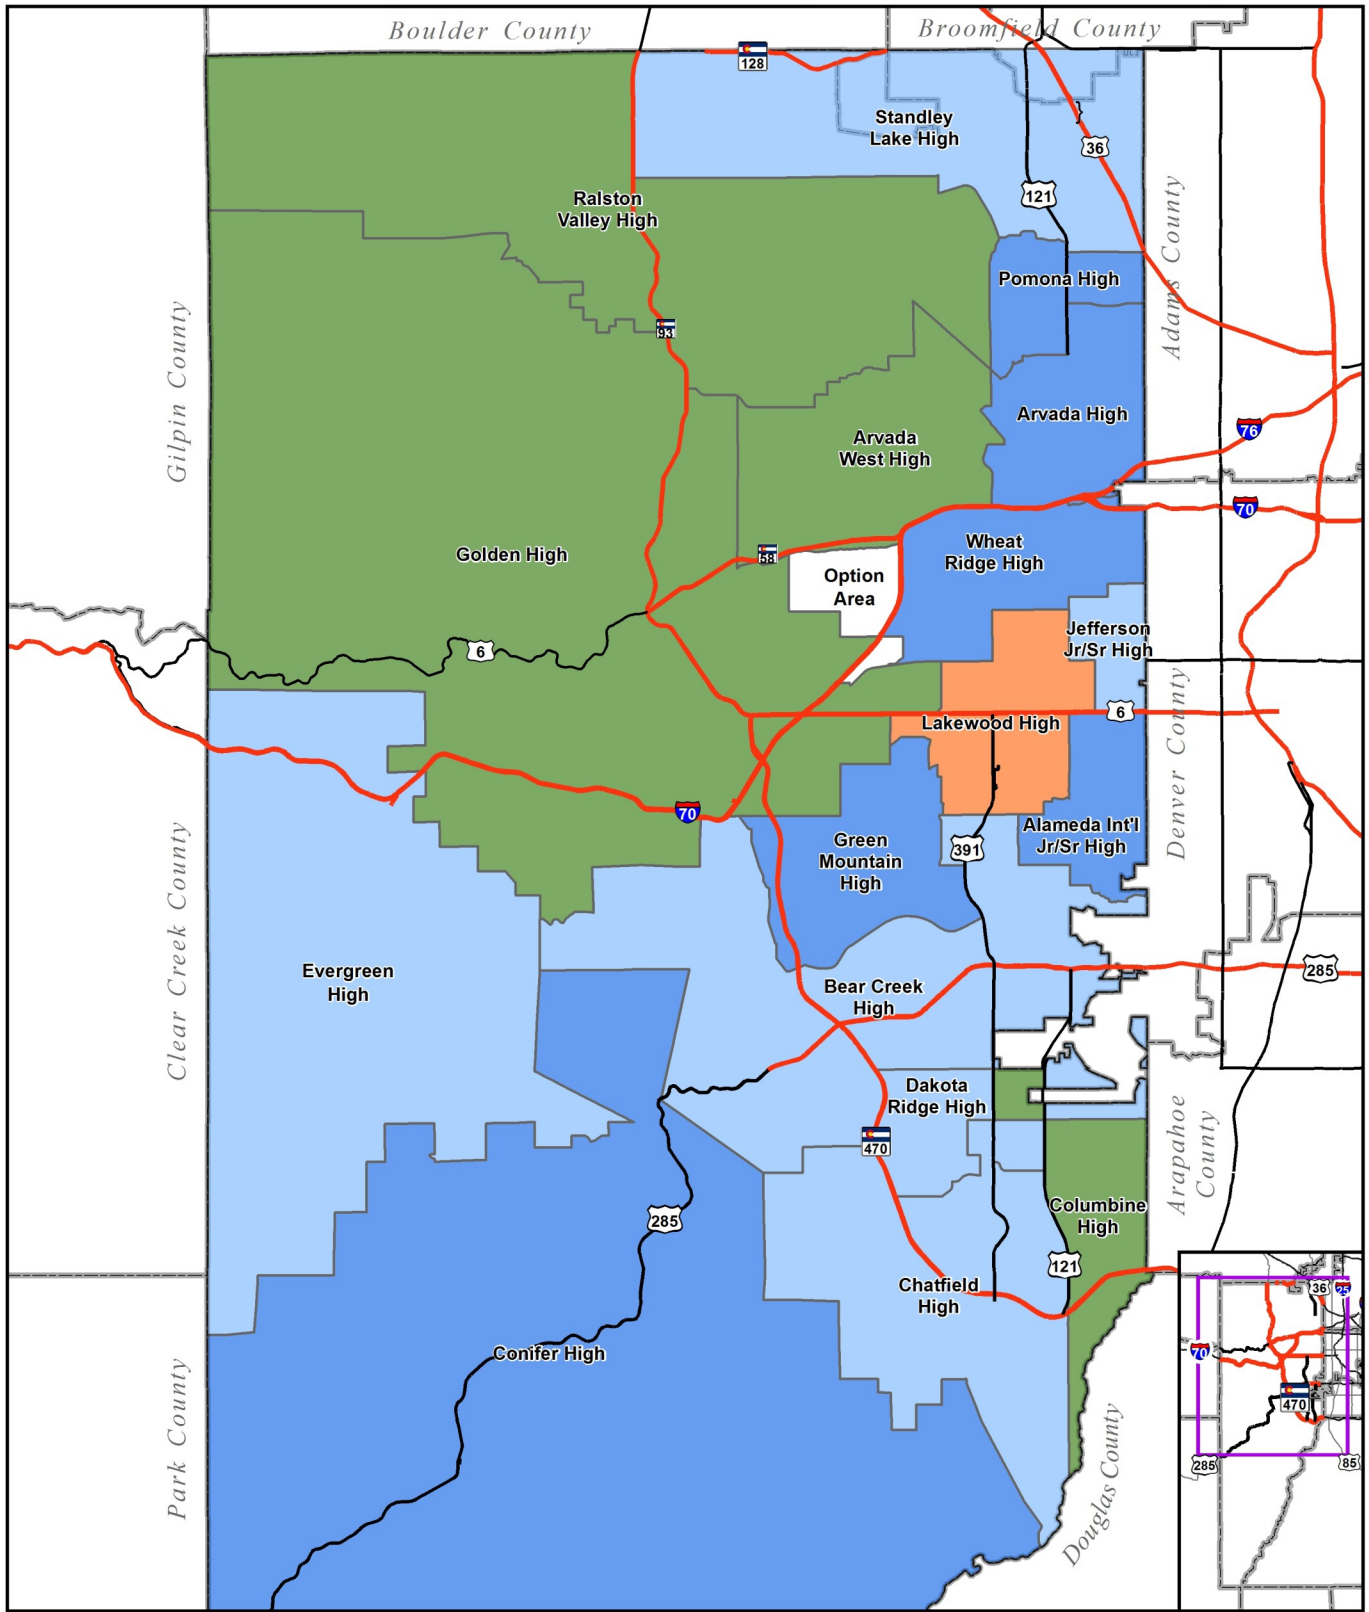 Boulder County
Broomfield County
128
Standley
Lake High
36
121
Ralston
Valley High
Adams County
Pomona High
Gilpin County
93
Arvada High
Arvada
West High
76
70
Golden High
58
Wheat
Ridge High
Option
Area
Jefferson
Jr/Sr High
6
6
Lakewood High
Denver County
70
Green
Mountain
High
391
Alameda Int'l
Jr/Sr High
Clear Creek County
Evergreen
High
285
Bear Creek
High
Dakota
Ridge High
470
Arapahoe
County
285
Columbine
High
121
Chatfield
High
Conifer High
Park County
Douglas County
36
25
70
470
285
85